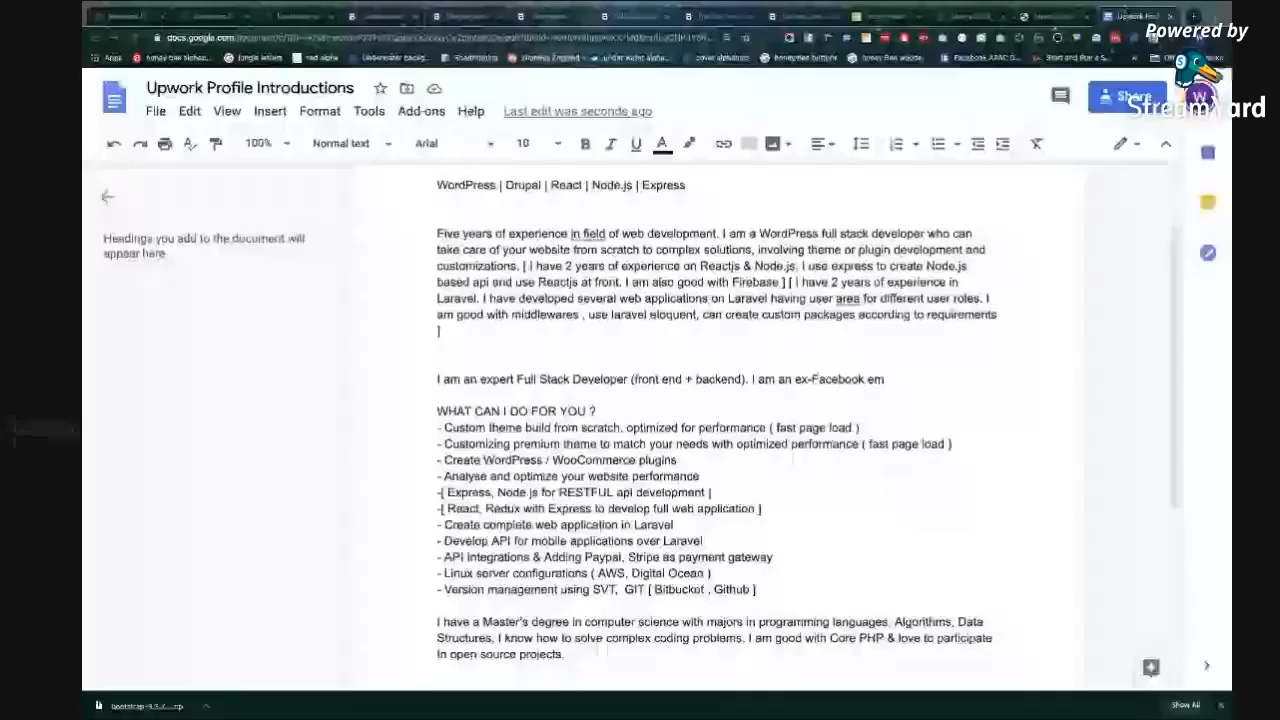 Powered by
StreamYard
docs.google.com
Apps
Upwork Profile Introductions
File Edit View Insert Format Tools Add-ons Help Last edit was seconds ago
Share
100% Normal text Arial 10
Headings you add to the document will
appear here
WordPress | Drupal | React | Node.js | Express
Five years of experience in field of web development. I am a WordPress full stack developer who can
take care of your website from scratch to complex solutions, involving theme or plugin development and
customizations. [ I have 2 years of experience on Reactjs & Node.js. I use express to create Node.js
based api and use Reactjs at front. I am also good with Firebase ] [ I have 2 years of experience in
Laravel. I have developed several web applications on Laravel having user area for different user roles. I
am good with middlewares , use laravel eloquent, can create custom packages according to requirements
]
I am an expert Full Stack Developer (front end + backend). I am an ex-Facebook em
WHAT CAN I DO FOR YOU ?
- Custom theme build from scratch, optimized for performance ( fast page load )
- Customizing premium theme to match your needs with optimized performance ( fast page load )
- Create WordPress / WooCommerce plugins
- Analyse and optimize your website performance
-[ Express, Node.js for RESTFUL api development ]
-[ React, Redux with Express to develop full web application ]
- Create complete web application in Laravel
- Develop API for mobile applications over Laravel
- API Integrations & Adding Paypal, Stripe as payment gateway
- Linux server configurations ( AWS, Digital Ocean )
- Version management using SVT, GIT [ Bitbucket , Github ]
I have a Master's degree in computer science with majors in programming languages, Algorithms, Data
Structures, I know how to solve complex coding problems. I am good with Core PHP & love to participate
In open source projects.
Show All